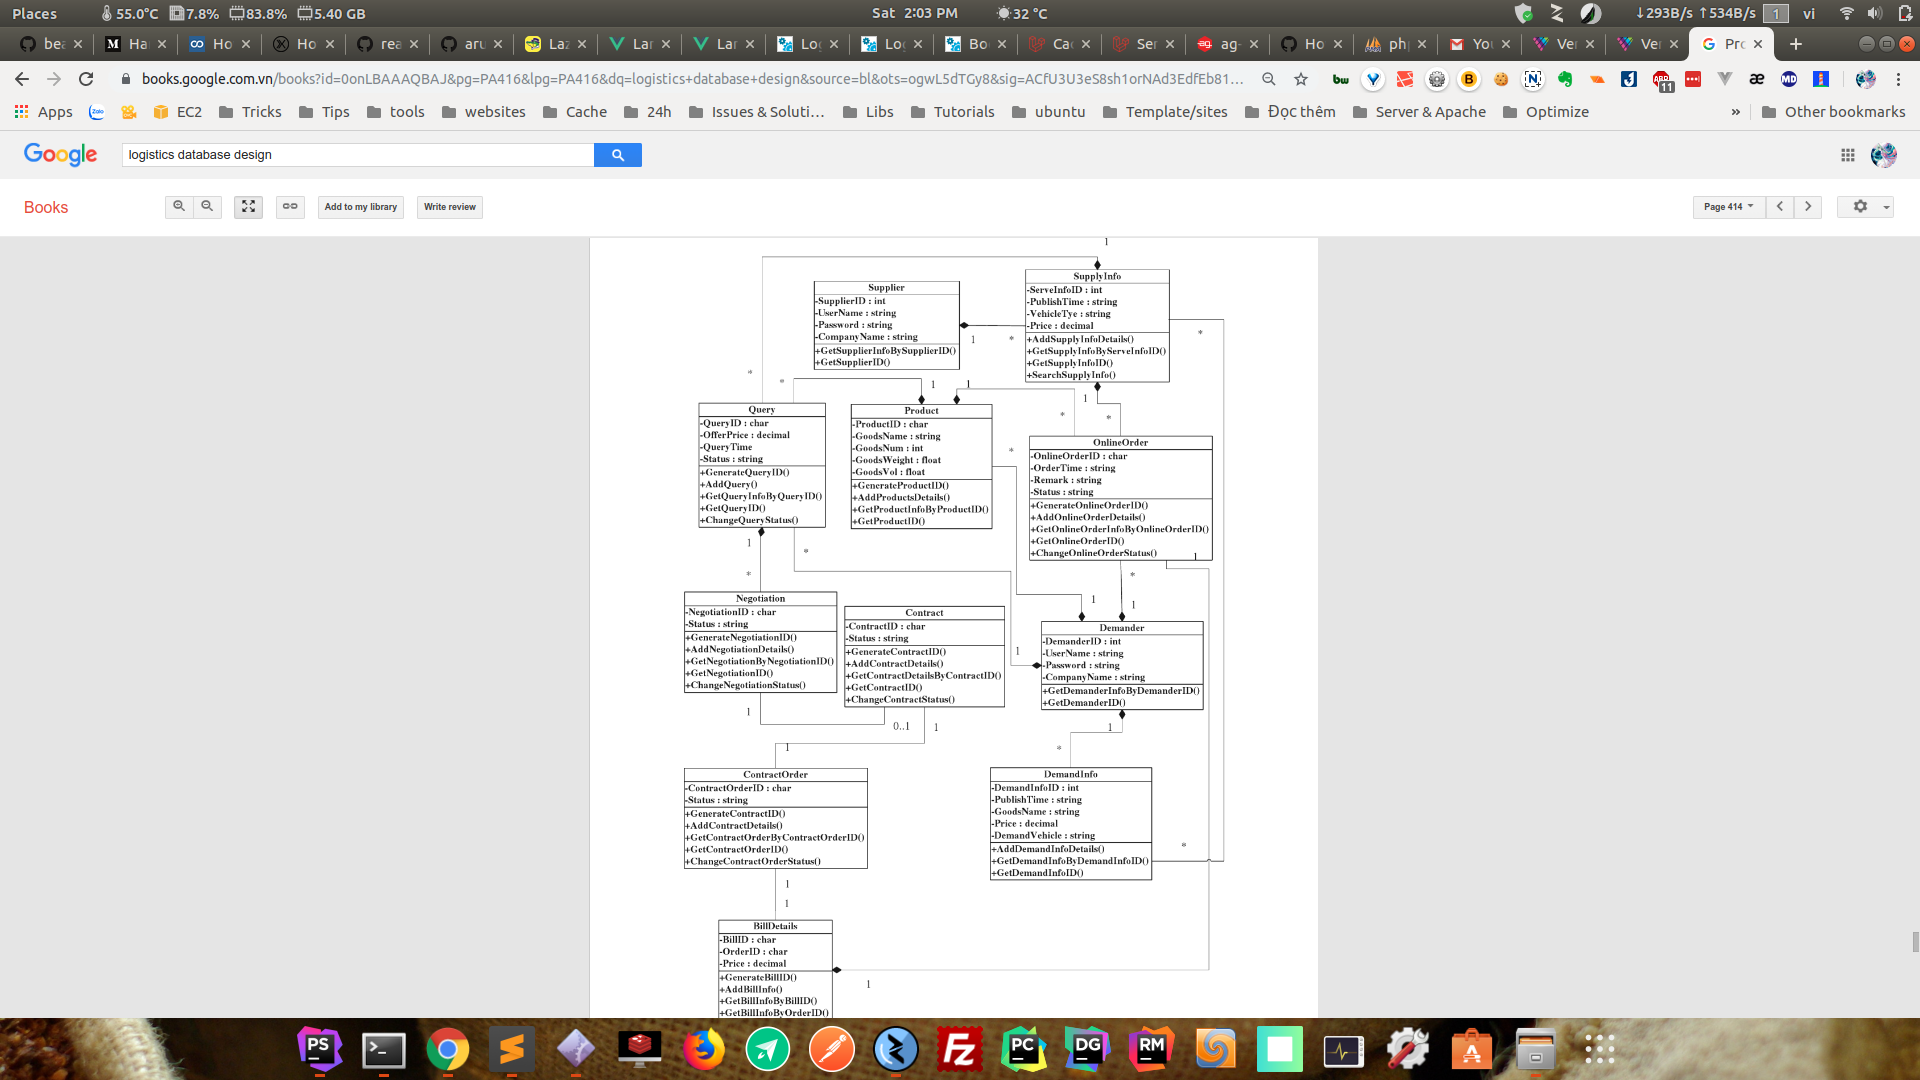 Places 55.0°C 7.8% 83.8% 5.40 GB Sat 2:03 PM 32 °C ↓293B/s ↑534B/s 1 vi
bea Ha Ho Ho rea aru Laz Lar Lar Log Log Bo Cac Ser ag- Ho ph You Ver Ver Pro
books.google.com.vn/books?id=0onLBAAAQBAJ&pg=PA416&lpg=PA416&dq=logistics+database+design&source=bl&ots=ogwL5dTGy8&sig=ACfU3U3eS8sh1orNAd3EdfEb81...
Apps EC2 Tricks Tips tools websites Cache 24h Issues & Soluti... Libs Tutorials ubuntu Template/sites Đọc thêm Server & Apache Optimize » Other bookmarks
Google logistics database design
Books Add to my library Write review Page 414
1
SupplyInfo
-ServeInfoID : int
-PublishTime : string
-VehicleTye : string
-Price : decimal
+AddSupplyInfoDetails()
+GetSupplyInfoByServeInfoID()
+GetSupplyInfoID()
+SearchSupplyInfo()
Supplier
-SupplierID : int
-UserName : string
-Password : string
-CompanyName : string
+GetSupplierInfoBySupplierID()
+GetSupplierID()
1 * *
* * 1 1 1
* *
Query
-QueryID : char
-OfferPrice : decimal
-QueryTime
-Status : string
+GenerateQueryID()
+AddQuery()
+GetQueryInfoByQueryID()
+GetQueryID()
+ChangeQueryStatus()
Product
-ProductID : char
-GoodsName : string
-GoodsNum : int
-GoodsWeight : float
-GoodsVol : float
+GenerateProductID()
+AddProductsDetails()
+GetProductInfoByProductID()
+GetProductID()
*
OnlineOrder
-OnlineOrderID : char
-OrderTime : string
-Remark : string
-Status : string
+GenerateOnlineOrderID()
+AddOnlineOrderDetails()
+GetOnlineOrderInfoByOnlineOrderID()
+GetOnlineOrderID()
+ChangeOnlineOrderStatus()
1
1 *
* *
1 1
Negotiation
-NegotiationID : char
-Status : string
+GenerateNegotiationID()
+AddNegotiationDetails()
+GetNegotiationByNegotiationID()
+GetNegotiationID()
+ChangeNegotiationStatus()
Contract
-ContractID : char
-Status : string
+GenerateContractID()
+AddContractDetails()
+GetContractDetailsByContractID()
+GetContractID()
+ChangeContractStatus()
1
Demander
-DemanderID : int
-UserName : string
-Password : string
-CompanyName : string
+GetDemanderInfoByDemanderID()
+GetDemanderID()
1 0..1 1 1
1 *
ContractOrder
-ContractOrderID : char
-Status : string
+GenerateContractID()
+AddContractDetails()
+GetContractOrderByContractOrderID()
+GetContractOrderID()
+ChangeContractOrderStatus()
DemandInfo
-DemandInfoID : int
-PublishTime : string
-GoodsName : string
-Price : decimal
-DemandVehicle : string
+AddDemandInfoDetails()
+GetDemandInfoByDemandInfoID()
+GetDemandInfoID()
*
1
1
BillDetails
-BillID : char
-OrderID : char
-Price : decimal
+GenerateBillID()
+AddBillInfo()
+GetBillInfoByBillID()
+GetBillInfoByOrderID()
1
PS Fz PC DG RM